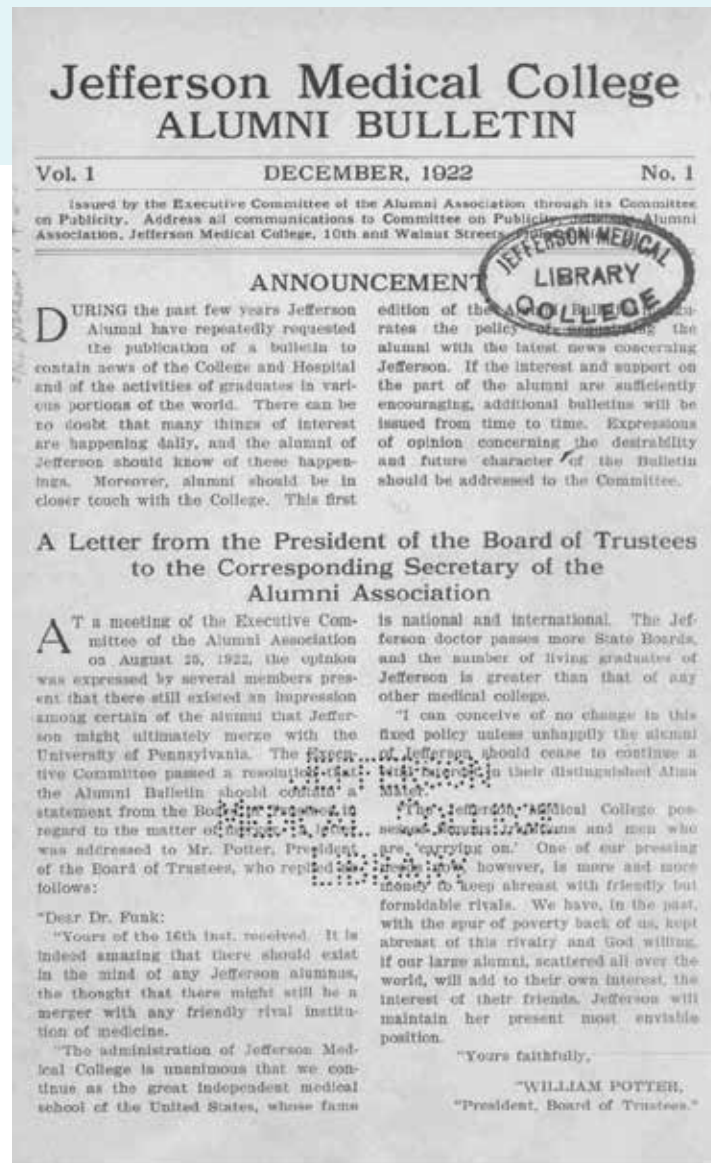 Jefferson Medical College
ALUMNI BULLETIN
Vol. 1 DECEMBER, 1922 No. 1
Issued by the Executive Committee of the Alumni Association through its Committee
on Publicity. Address all communications to Committee on Publicity, Alumni
Association, Jefferson Medical College, 10th and Walnut Streets,
JEFFERSON MEDICAL
LIBRARY
COLLEGE
ANNOUNCEMENT
DURING the past few years Jefferson
Alumni have repeatedly requested
the publication of a bulletin to
contain news of the College and Hospital
and of the activities of graduates in vari-
ous portions of the world. There can be
no doubt that many things of interest
are happening daily, and the alumni of
Jefferson should know of these happen-
ings. Moreover, alumni should be in
closer touch with the College. This first
edition of the
rates the policy of the
alumni with the latest news concerning
Jefferson. If the interest and support on
the part of the alumni are sufficiently
encouraging, additional bulletins will be
issued from time to time. Expressions
of opinion concerning the desirability
and future character of the Bulletin
should be addressed to the Committee.
A Letter from the President of the Board of Trustees
to the Corresponding Secretary of the
Alumni Association
AT a meeting of the Executive Com-
mittee of the Alumni Association
on August 25, 1922, the opinion
was expressed by several members pres-
ent that there still existed an impression
among certain of the alumni that Jeffer-
son might ultimately merge with the
University of Pennsylvania. The Execu-
tive Committee passed a resolution that
the Alumni Bulletin should contain a
statement from the Board of Trustees in
regard to the matter of
was addressed to Mr. Potter, President
of the Board of Trustees, who replied as
follows:
"Dear Dr. Funk:
"Yours of the 16th inst. received. It is
indeed amazing that there should exist
in the mind of any Jefferson alumnus,
the thought that there might still be a
merger with any friendly rival institu-
tion of medicine.
"The administration of Jefferson Med-
ical College is unanimous that we con-
tinue as the great independent medical
school of the United States, whose fame
is national and international. The Jef-
ferson doctor passes more State Boards,
and the number of living graduates of
Jefferson is greater than that of any
other medical college.
"I can conceive of no change in this
fixed policy unless unhappily the alumni
of Jefferson should cease to continue a
in their distinguished Alma
Mater.
"The Jefferson Medical College pos-
sesses and men who
are 'carrying on.' One of our pressing
needs now, however, is more and more
money to keep abreast with friendly but
formidable rivals. We have, in the past,
with the spur of poverty back of us, kept
abreast of this rivalry and God willing,
if our large alumni, scattered all over the
world, will add to their own interest, the
interest of their friends, Jefferson will
maintain her present most enviable
position.
"Yours faithfully,
"WILLIAM POTTER,
"President, Board of Trustees."